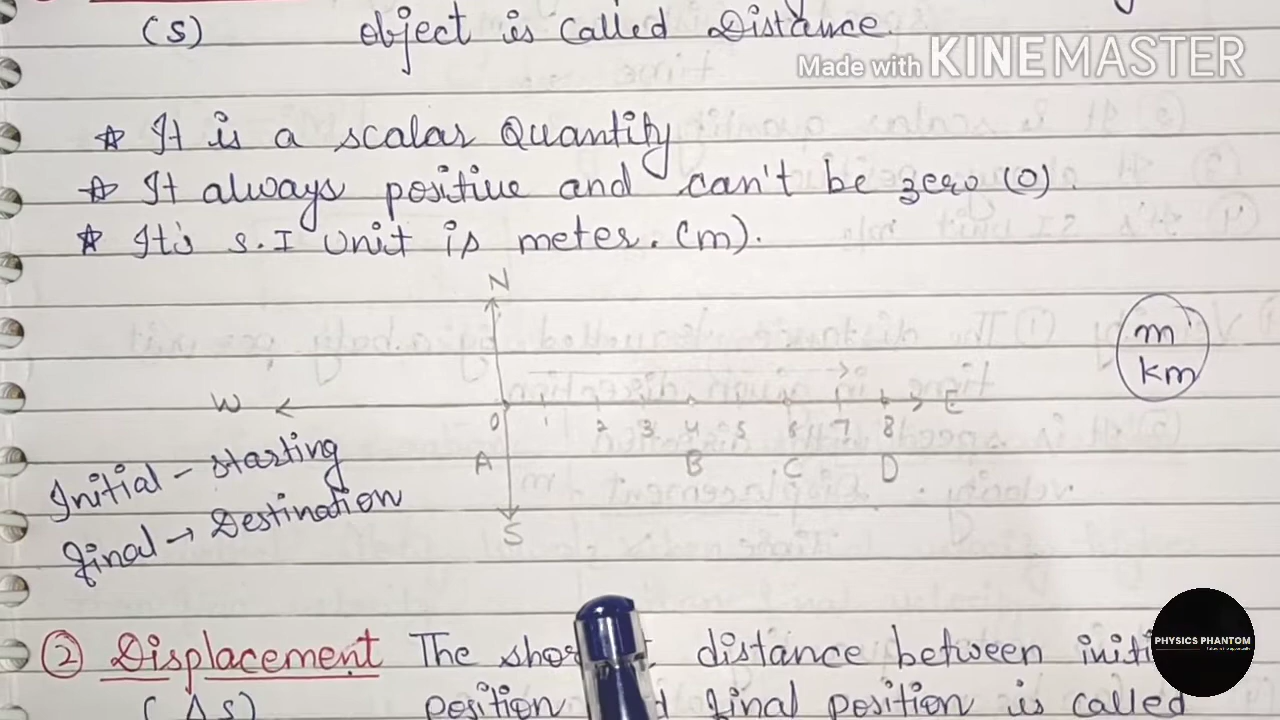 (S) object is called Distance.
Made with KINEMASTER
☆ It is a scalar Quantity
☆ It always positive and can't be zero (0).
☆ It's S.I Unit is meter. (m).
N
m
km
W E
0 1 2 3 4 5 6 7 8
A B C D
Initial - starting
final → Destination
S
PHYSICS PHANTOM
② Displacement The distance between
(Δs) position final position is called